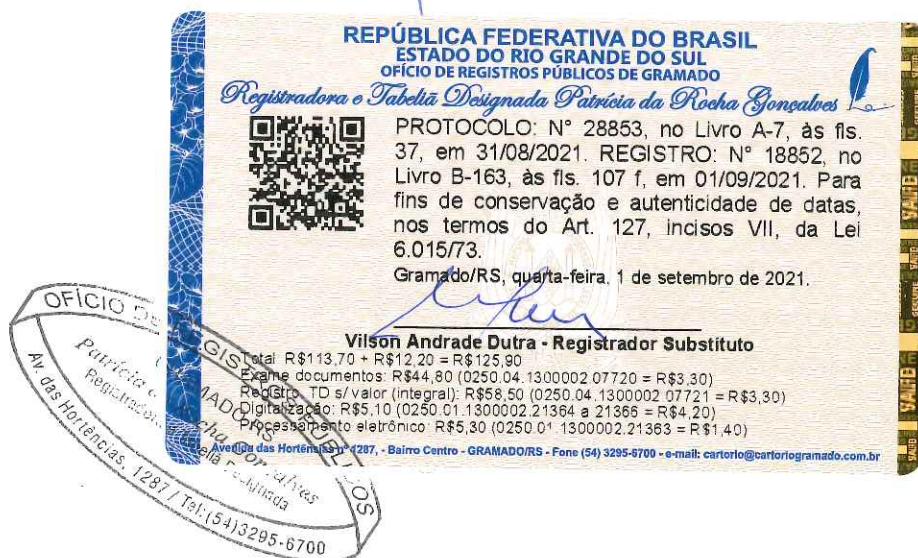 REPÚBLICA FEDERATIVA DO BRASIL
ESTADO DO RIO GRANDE DO SUL
OFÍCIO DE REGISTROS PÚBLICOS DE GRAMADO
Registradora e Tabeliã Designada Patrícia da Rocha Gonçalves
PROTOCOLO: N° 28853, no Livro A-7, às fls.
37, em 31/08/2021. REGISTRO: N° 18852, no
Livro B-163, às fls. 107 f, em 01/09/2021. Para
fins de conservação e autenticidade de datas,
nos termos do Art. 127, incisos VII, da Lei
6.015/73.
Gramado/RS, quarta-feira, 1 de setembro de 2021.
Vilson Andrade Dutra - Registrador Substituto
Total: R$113,70 + R$12,20 = R$125,90
Exame documentos: R$44,80 (0250.04.1300002.07720 = R$3,30)
Registro TD s/ valor (integral): R$58,50 (0250.04.1300002.07721 = R$3,30)
Digitalização: R$5,10 (0250.01.1300002.21364 a 21366 = R$4,20)
Processamento eletrônico: R$5,30 (0250.01.1300002.21363 = R$1,40)
Avenida das Hortênsias nº 1287, - Bairro Centro - GRAMADO/RS - Fone (54) 3295-6700 - e-mail: cartorio@cartoriogramado.com.br
OFÍCIO DE REGISTROS PÚBLICOS
GRAMADO/RS
Patrícia da Rocha Gonçalves
Registradora Tabeliã Designada
Av. das Hortências, 1287 / Tel:(54)3295-6700